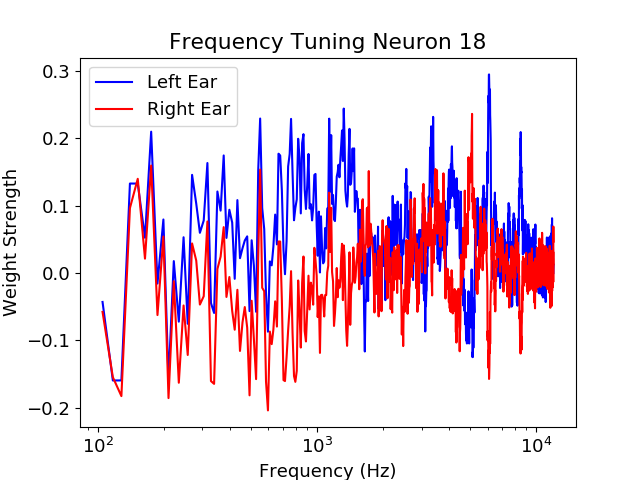 Frequency Tuning Neuron 18
Left Ear
Right Ear
Weight Strength
0.3
0.2
0.1
0.0
−0.1
−0.2
10² 10³ 10⁴
Frequency (Hz)